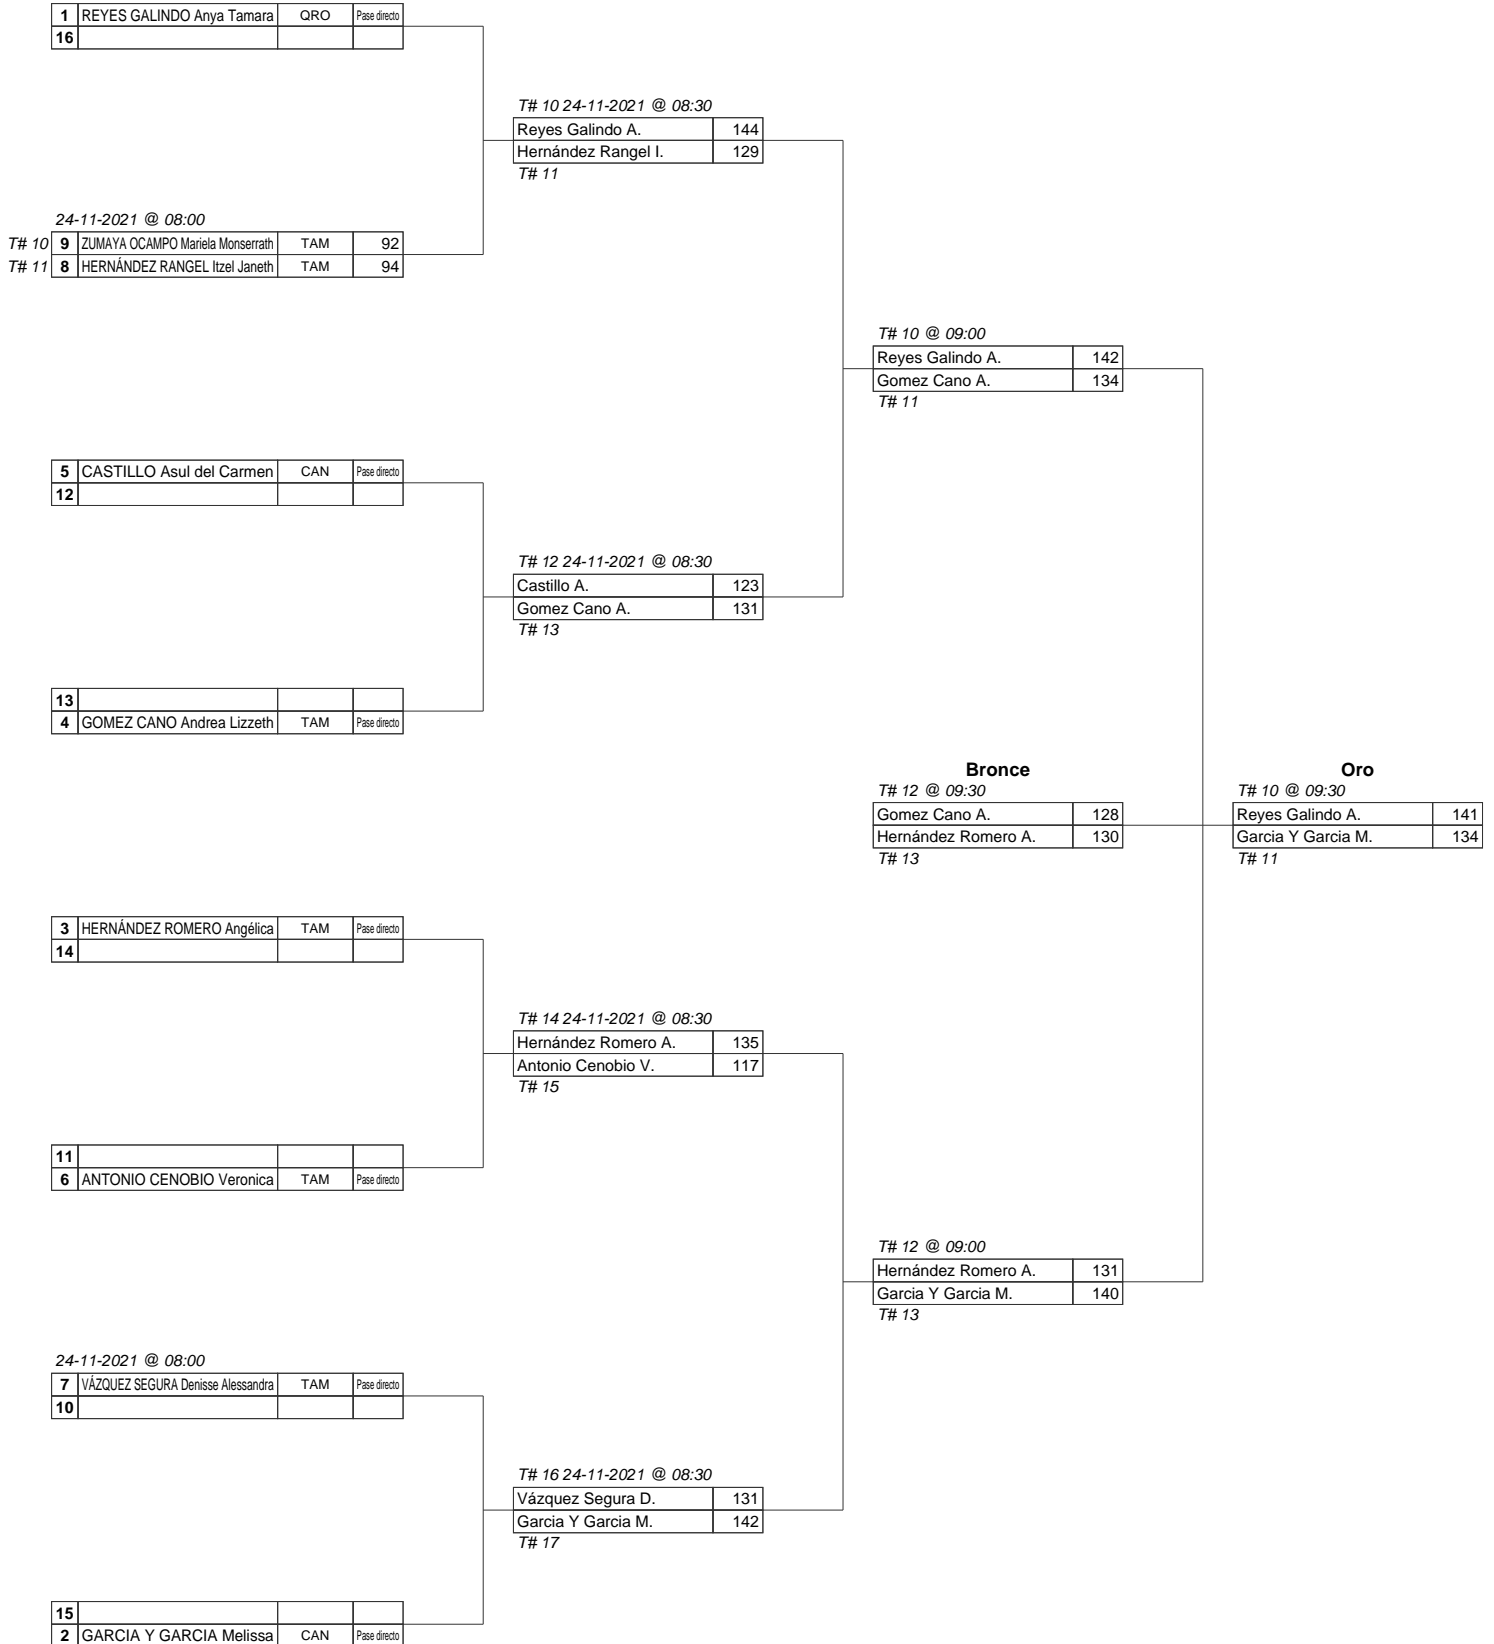 1 REYES GALINDO Anya Tamara QRO Pase directo
16
T# 10 24-11-2021 @ 08:30
Reyes Galindo A. 144
Hernández Rangel I. 129
T# 11
24-11-2021 @ 08:00
T# 10 9 ZUMAYA OCAMPO Mariela Monserrath TAM 92
T# 11 8 HERNÁNDEZ RANGEL Itzel Janeth TAM 94
T# 10 @ 09:00
Reyes Galindo A. 142
Gomez Cano A. 134
T# 11
5 CASTILLO Asul del Carmen CAN Pase directo
12
T# 12 24-11-2021 @ 08:30
Castillo A. 123
Gomez Cano A. 131
T# 13
13
4 GOMEZ CANO Andrea Lizzeth TAM Pase directo
Bronce
T# 12 @ 09:30
Gomez Cano A. 128
Hernández Romero A. 130
T# 13
Oro
T# 10 @ 09:30
Reyes Galindo A. 141
Garcia Y Garcia M. 134
T# 11
3 HERNÁNDEZ ROMERO Angélica TAM Pase directo
14
T# 14 24-11-2021 @ 08:30
Hernández Romero A. 135
Antonio Cenobio V. 117
T# 15
11
6 ANTONIO CENOBIO Veronica TAM Pase directo
T# 12 @ 09:00
Hernández Romero A. 131
Garcia Y Garcia M. 140
T# 13
24-11-2021 @ 08:00
7 VÁZQUEZ SEGURA Denisse Alessandra TAM Pase directo
10
T# 16 24-11-2021 @ 08:30
Vázquez Segura D. 131
Garcia Y Garcia M. 142
T# 17
15
2 GARCIA Y GARCIA Melissa CAN Pase directo